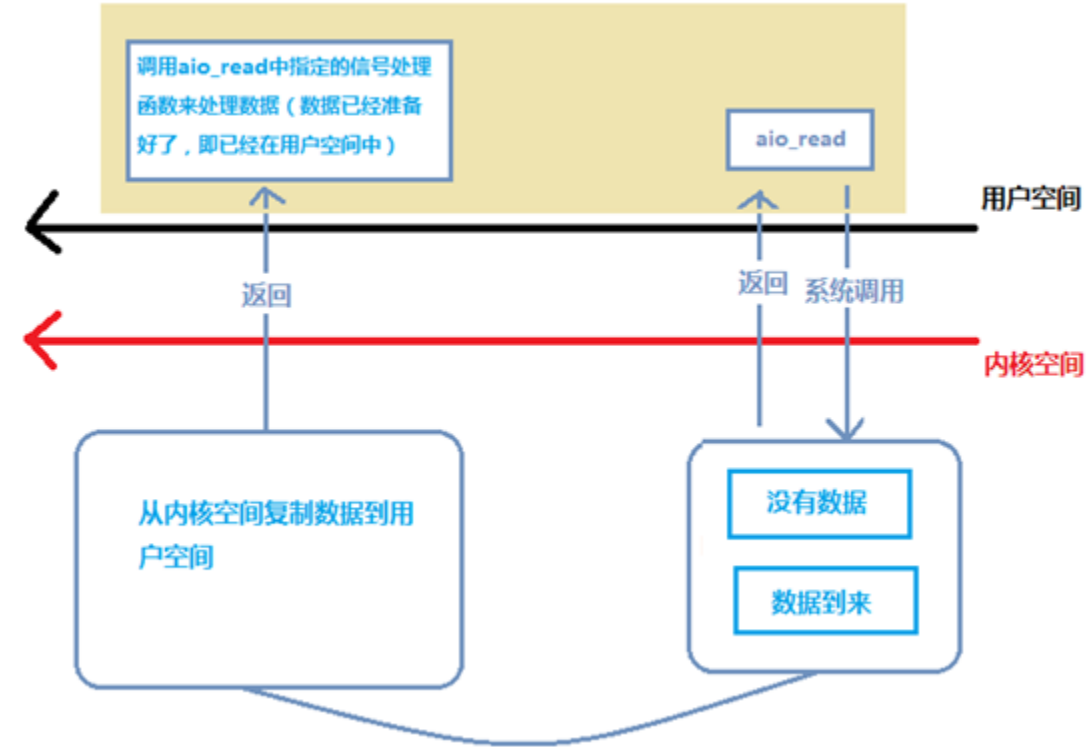 调用aio_read中指定的信号处理
函数来处理数据（数据已经准备
好了，即已经在用户空间中）
aio_read
用户空间
返回
返回
系统调用
内核空间
从内核空间复制数据到用
户空间
没有数据
数据到来